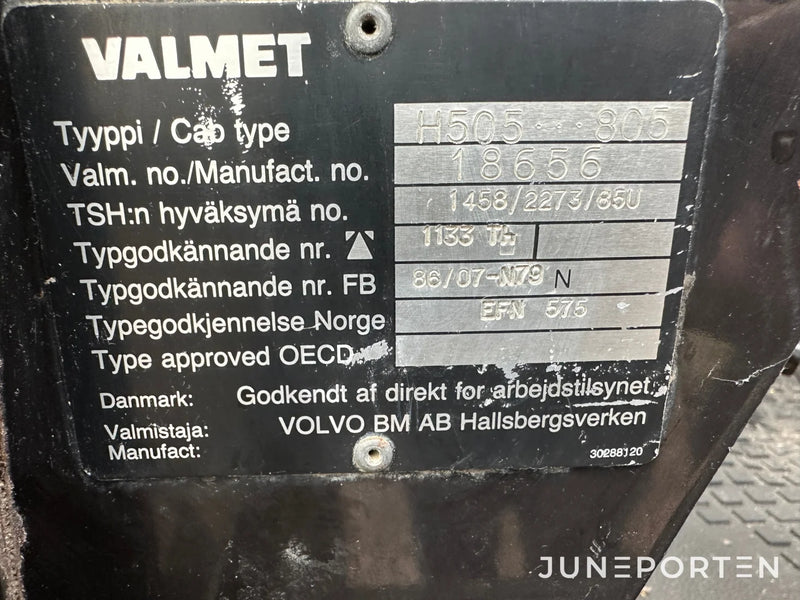 VALMET
Tyyppi / Cab type H505 805
Valm. no./Manufact. no. 18656
TSH:n hyväksymä no. 1458/2273/85U
Typgodkännande nr. 1133
Typgodkännande nr. FB 86/07-N79 N
Typegodkjennelse Norge EFN 575
Type approved OECD
Danmark: Godkendt af direkt for arbejdstilsynet.
Valmistaja: VOLVO BM AB Hallsbergsverken
Manufact:
30288120
JUNEPORTEN